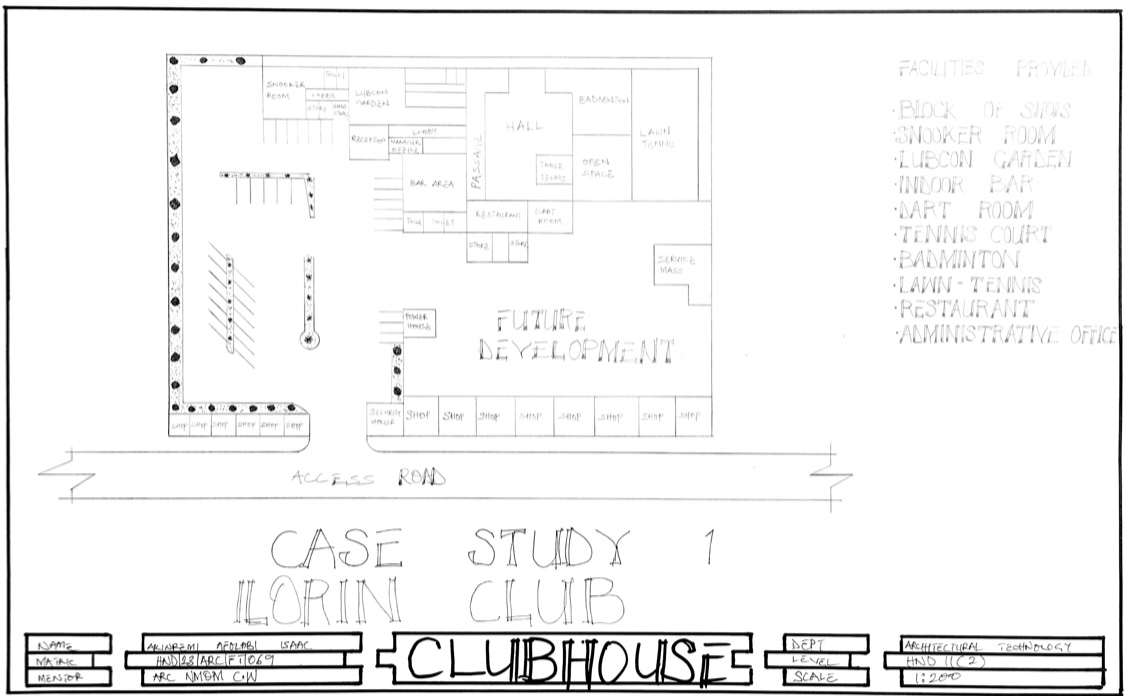 FACILITIES PROVIDED
·BLOCK OF SHOPS
·SNOOKER ROOM
·LUBCON GARDEN
·INDOOR BAR
·DART ROOM
·TENNIS COURT
·BADMINTON
·LAWN-TENNIS
·RESTAURANT
·ADMINISTRATIVE OFFICE
SNOOKER ROOM
TOILET
LOBBY
STORE
LUBCON GARDEN
RECEPTION
LOBBY
MANAGER OFFICE
BAR AREA
TOILET
PASSAGE
HALL
TABLE TENNIS
BADMINTON
OPEN SPACE
LAWN TENNIS
RESTAURANT
ROOM
STORE
STORE
SERVICE MAST
POWER HOUSE
FUTURE
DEVELOPMENT
SHOP SHOP SHOP SHOP SHOP SHOP
SECURITY HOUSE
SHOP SHOP SHOP SHOP SHOP SHOP SHOP SHOP
ACCESS ROAD
CASE STUDY 1
ILORIN CLUB
NAME AKINREMI AFOLABI ISAAC
MATRIC HND/23/ARC/FT/069
MENTOR ARC NMOM C.W
CLUBHOUSE
DEPT ARCHITECTURAL TECHNOLOGY
LEVEL HND II (C2)
SCALE 1:200